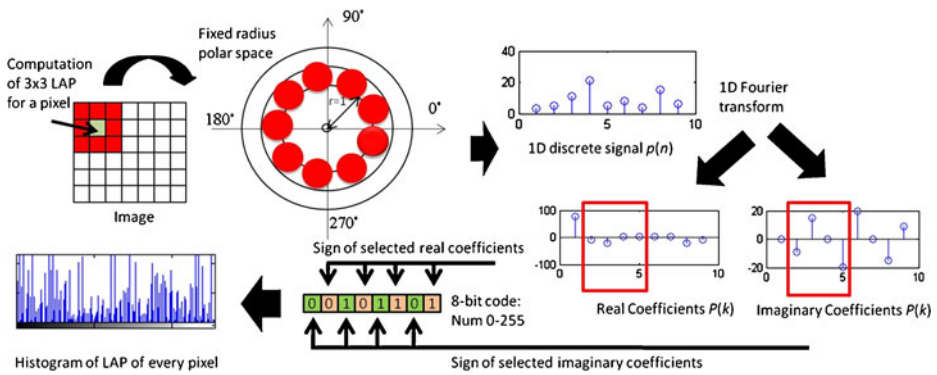 Computation
of 3x3 LAP
for a pixel
Image
Fixed radius
polar space
90°
0°
180°
270°
r=1
40
20
0
0
5
10
1D discrete signal p(n)
1D Fourier
transform
100
0
-100
0
5
10
Real Coefficients P(k)
20
0
-20
0
5
10
Imaginary Coefficients P(k)
Sign of selected real coefficients
0 0 1 0 1 1 0 1
8-bit code:
Num 0-255
Sign of selected imaginary coefficients
Histogram of LAP of every pixel